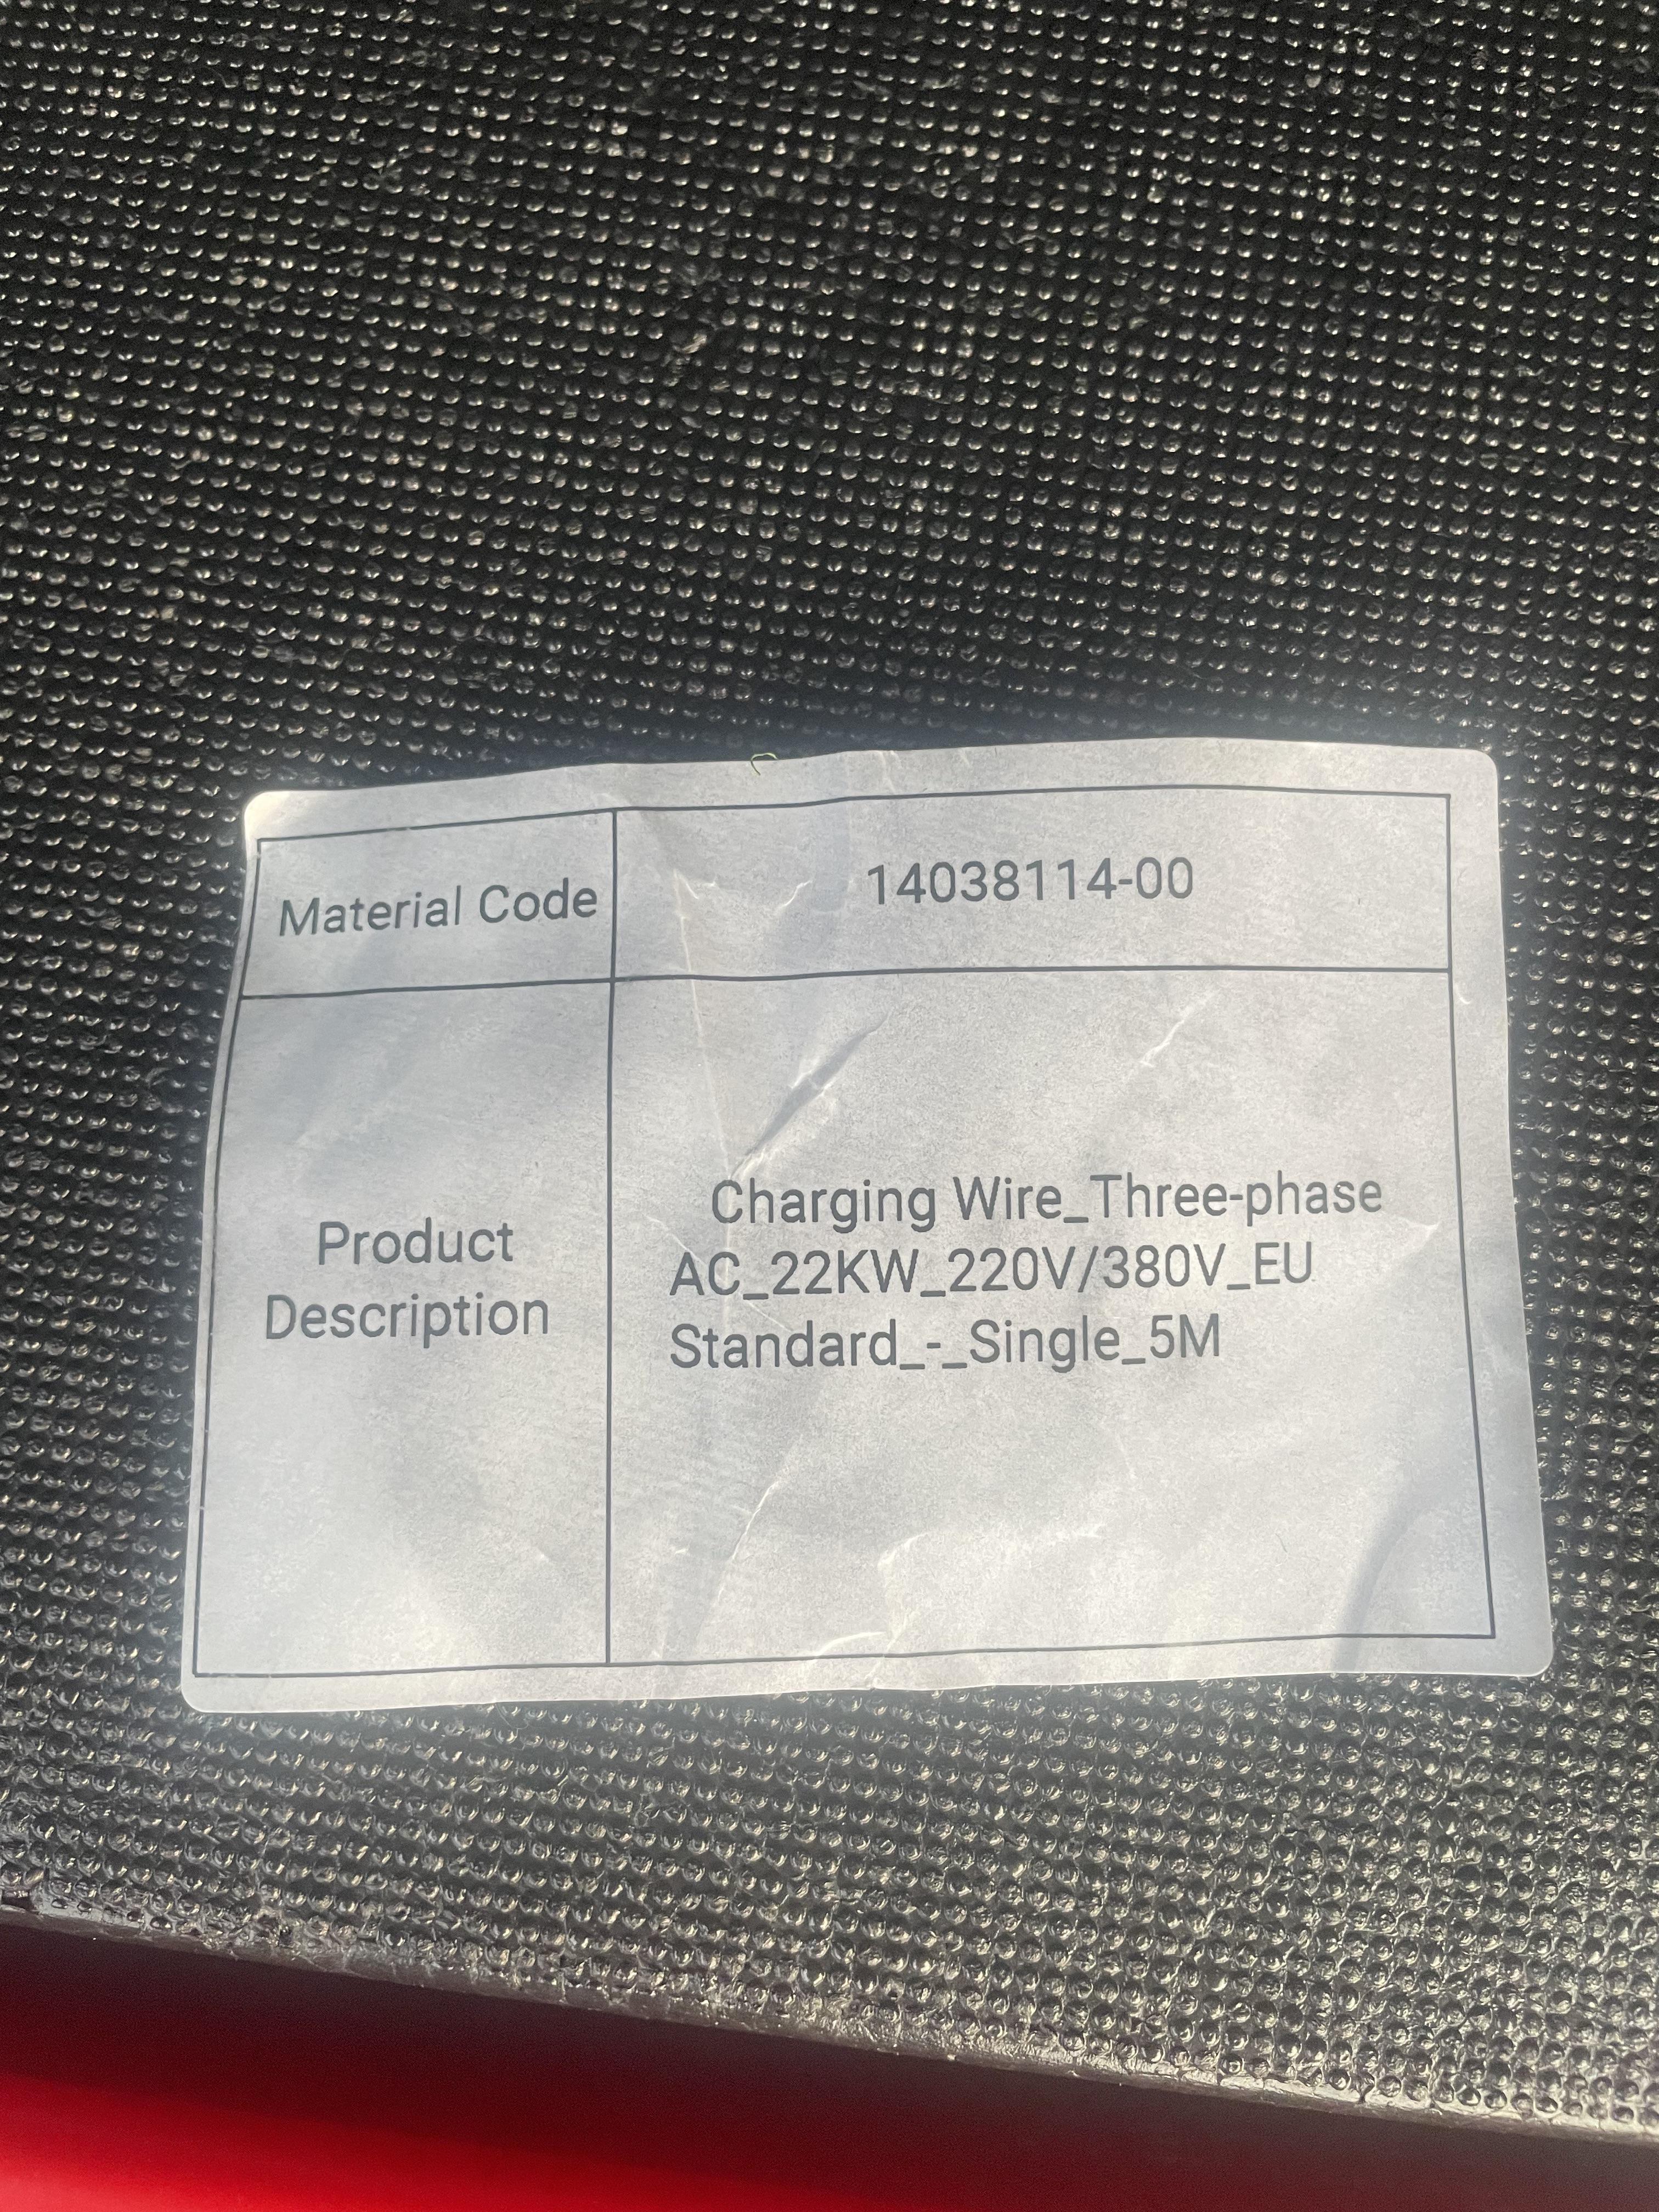 Material Code
14038114-00
Product
Description
Charging Wire_Three-phase
AC_22KW_220V/380V_EU
Standard_-_Single_5M